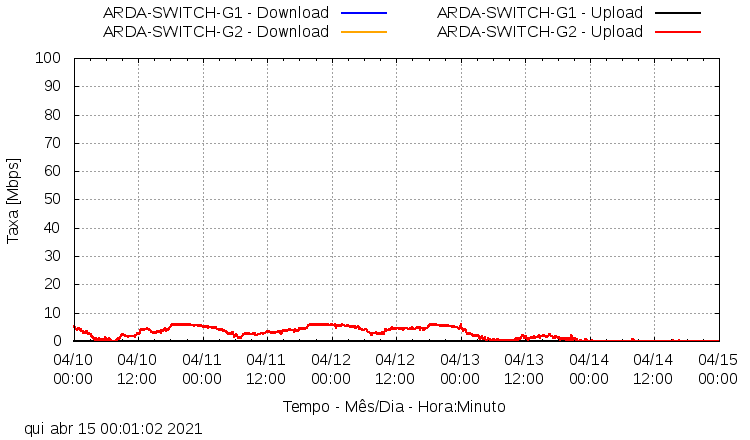 ARDA-SWITCH-G1 - Download ARDA-SWITCH-G1 - Upload
ARDA-SWITCH-G2 - Download ARDA-SWITCH-G2 - Upload
100
90
80
70
60
50
40
30
20
10
0
Taxa [Mbps]
04/10 04/10 04/11 04/11 04/12 04/12 04/13 04/13 04/14 04/14 04/15
00:00 12:00 00:00 12:00 00:00 12:00 00:00 12:00 00:00 12:00 00:00
Tempo - Mês/Dia - Hora:Minuto
qui abr 15 00:01:02 2021